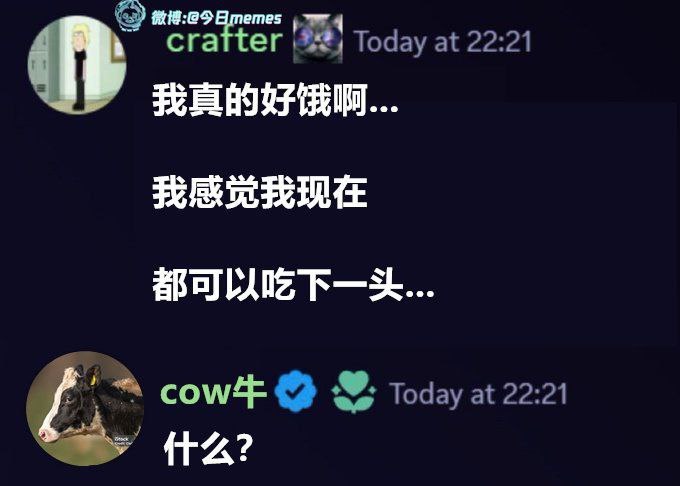 微博:@今日memes
crafter Today at 22:21
我真的好饿啊...
我感觉我现在
都可以吃下一头...
cow牛 Today at 22:21
什么?
iStock